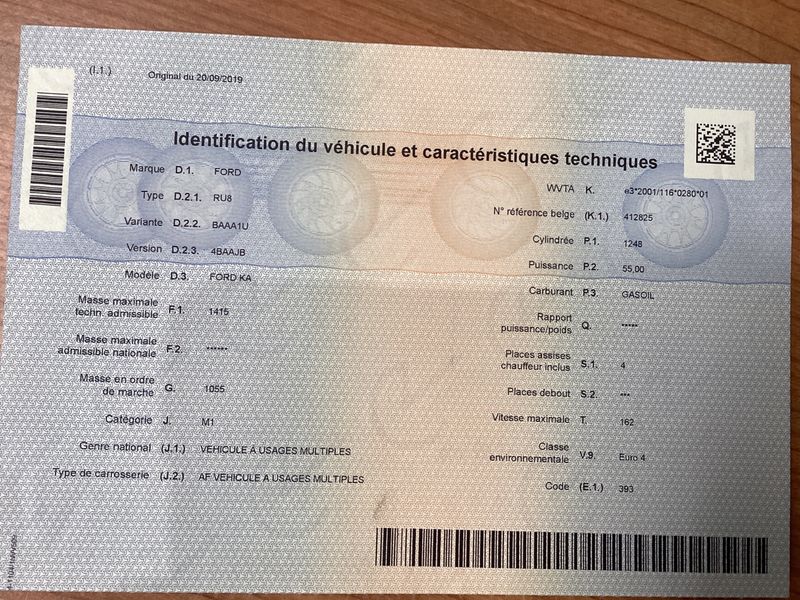 (I.1.) Original du 20/09/2019
Identification du véhicule et caractéristiques techniques
Marque D.1. FORD
Type D.2.1. RU8
Variante D.2.2. BAAA1U
Version D.2.3. 4BAAJB
Modèle D.3. FORD KA
Masse maximale
techn. admissible F.1. 1415
Masse maximale
admissible nationale F.2. ******
Masse en ordre
de marche G. 1055
Catégorie J. M1
Genre national (J.1.) VEHICULE A USAGES MULTIPLES
Type de carrosserie (J.2.) AF VEHICULE A USAGES MULTIPLES
WVTA K. e3*2001/116*0280*01
N° référence belge (K.1.) 412825
Cylindrée P.1. 1248
Puissance P.2. 55,00
Carburant P.3. GASOIL
Rapport
puissance/poids Q. *****
Places assises
chauffeur inclus S.1. 4
Places debout S.2. ***
Vitesse maximale T. 162
Classe
environnementale V.9. Euro 4
Code (E.1.) 393